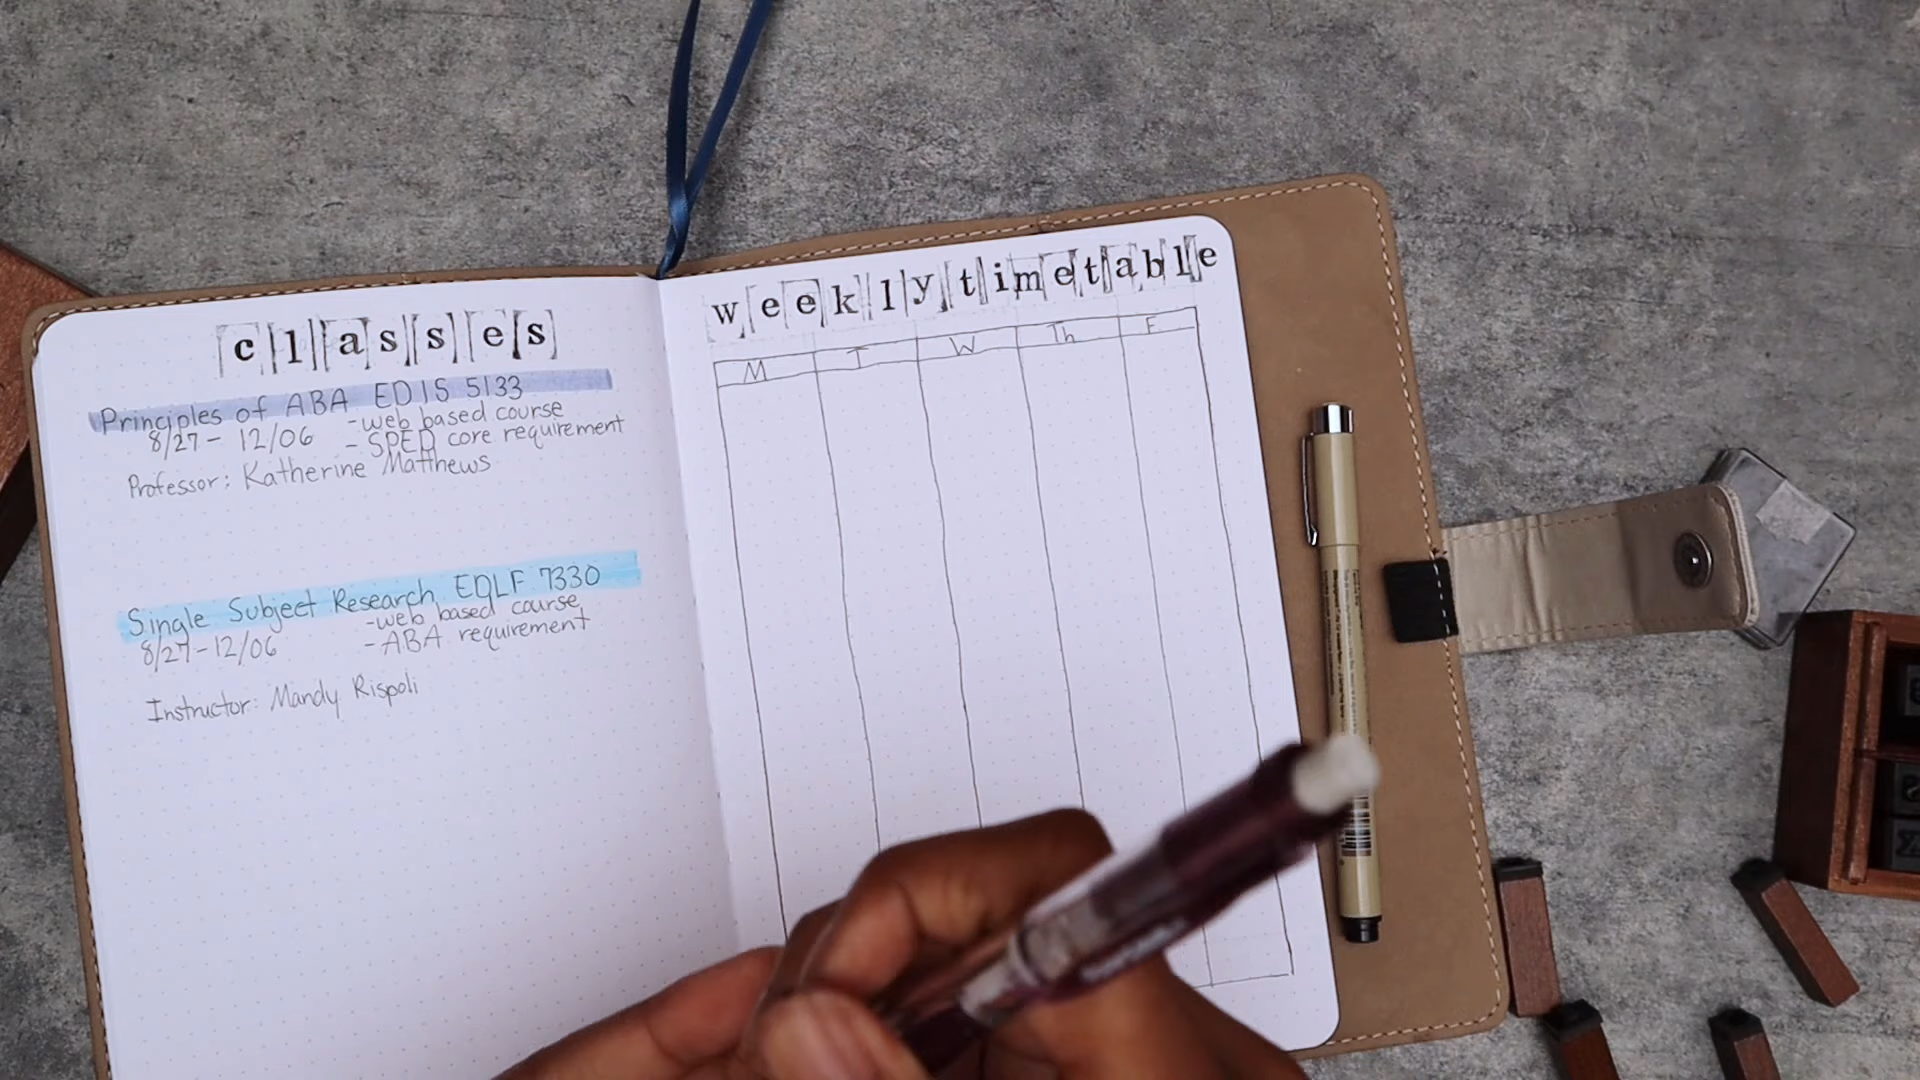 classes
Principles of ABA EDIS 5133
-web based course
8/27 - 12/06 - SPED core requirement
Professor: Katherine Matthews
Single Subject Research EDLF 7330
-web based course
8/27-12/06 -ABA requirement
Instructor: Mandy Rispoli
weekly timetable
M T W Th F